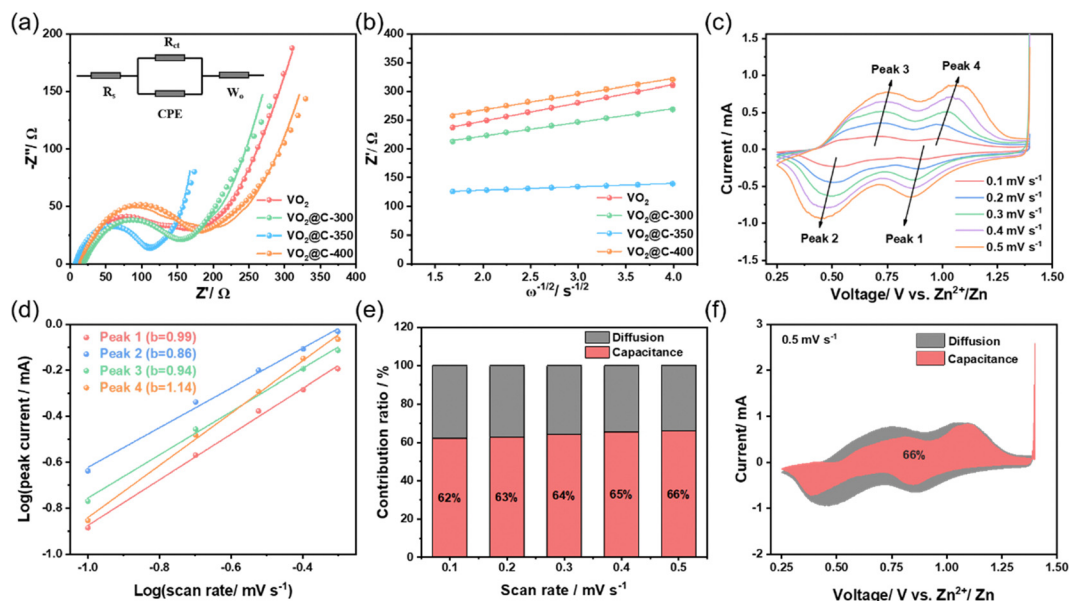 (a)
-Z''/ Ω
200
150
100
50
0
0 50 100 150 200 250 300 350 400
Z'/ Ω
Rct
Rs
CPE
Wo
VO2
VO2@C-300
VO2@C-350
VO2@C-400
(b)
Z'/ Ω
400
350
300
250
200
150
100
50
0
1.5 2.0 2.5 3.0 3.5 4.0
ω-1/2/ s-1/2
VO2
VO2@C-300
VO2@C-350
VO2@C-400
(c)
Current / mA
1.5
1.0
0.5
0.0
-0.5
-1.0
-1.5
0.25 0.50 0.75 1.00 1.25 1.50
Voltage/ V vs. Zn2+/Zn
Peak 3
Peak 4
Peak 2
Peak 1
0.1 mV s-1
0.2 mV s-1
0.3 mV s-1
0.4 mV s-1
0.5 mV s-1
(d)
Log(peak current / mA)
0.0
-0.2
-0.4
-0.6
-0.8
-1.0
-1.0 -0.8 -0.6 -0.4
Log(scan rate/ mV s-1)
Peak 1 (b=0.99)
Peak 2 (b=0.86)
Peak 3 (b=0.94)
Peak 4 (b=1.14)
(e)
Contribution ratio / %
120
100
80
60
40
20
0
0.1 0.2 0.3 0.4 0.5
Scan rate / mV s-1
Diffusion
Capacitance
62% 63% 64% 65% 66%
(f)
Current/ mA
3
2
1
0
-1
-2
0.25 0.50 0.75 1.00 1.25 1.50
Voltage/ V vs. Zn2+/ Zn
0.5 mV s-1
Diffusion
Capacitance
66%